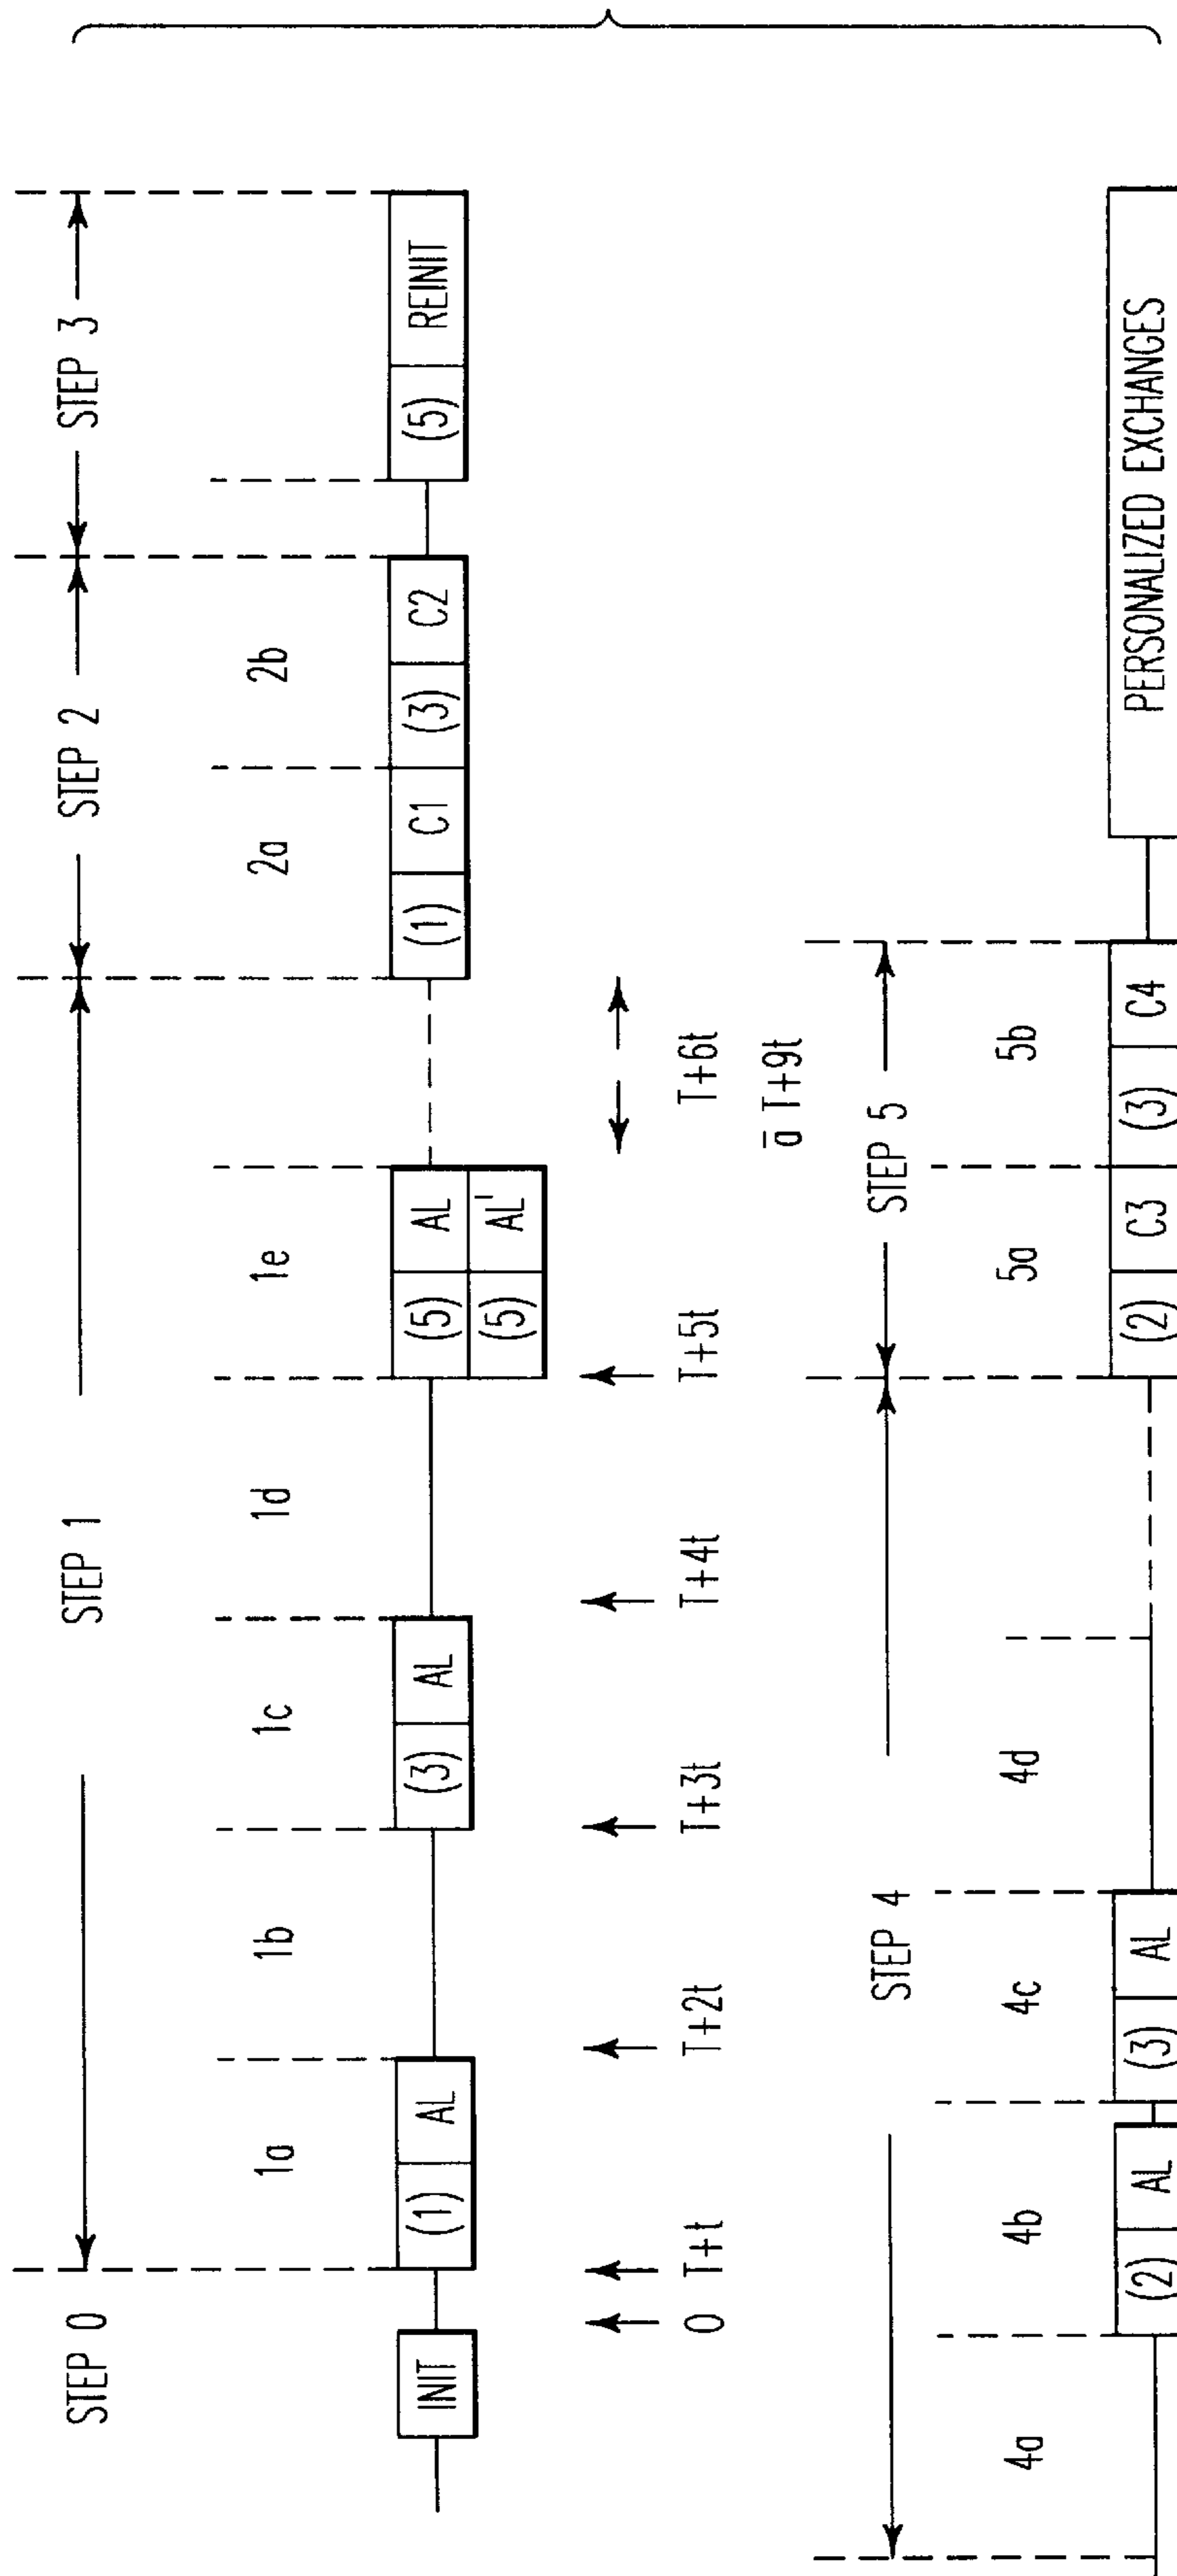 STEP 0
STEP 1
STEP 2
STEP 3
1a
1b
1c
1d
1e
2a
2b
INIT
(1) AL
(3) AL
(5) AL
(5) AL'
(1) C1
(3) C2
(5) REINIT
0
T+t
T+2t
T+3t
T+4t
T+5t
T+6t
ā T+9t
STEP 4
STEP 5
4a
4b
4c
4d
5a
5b
(2) AL
(3) AL
(2) C3
(3) C4
PERSONALIZED EXCHANGES